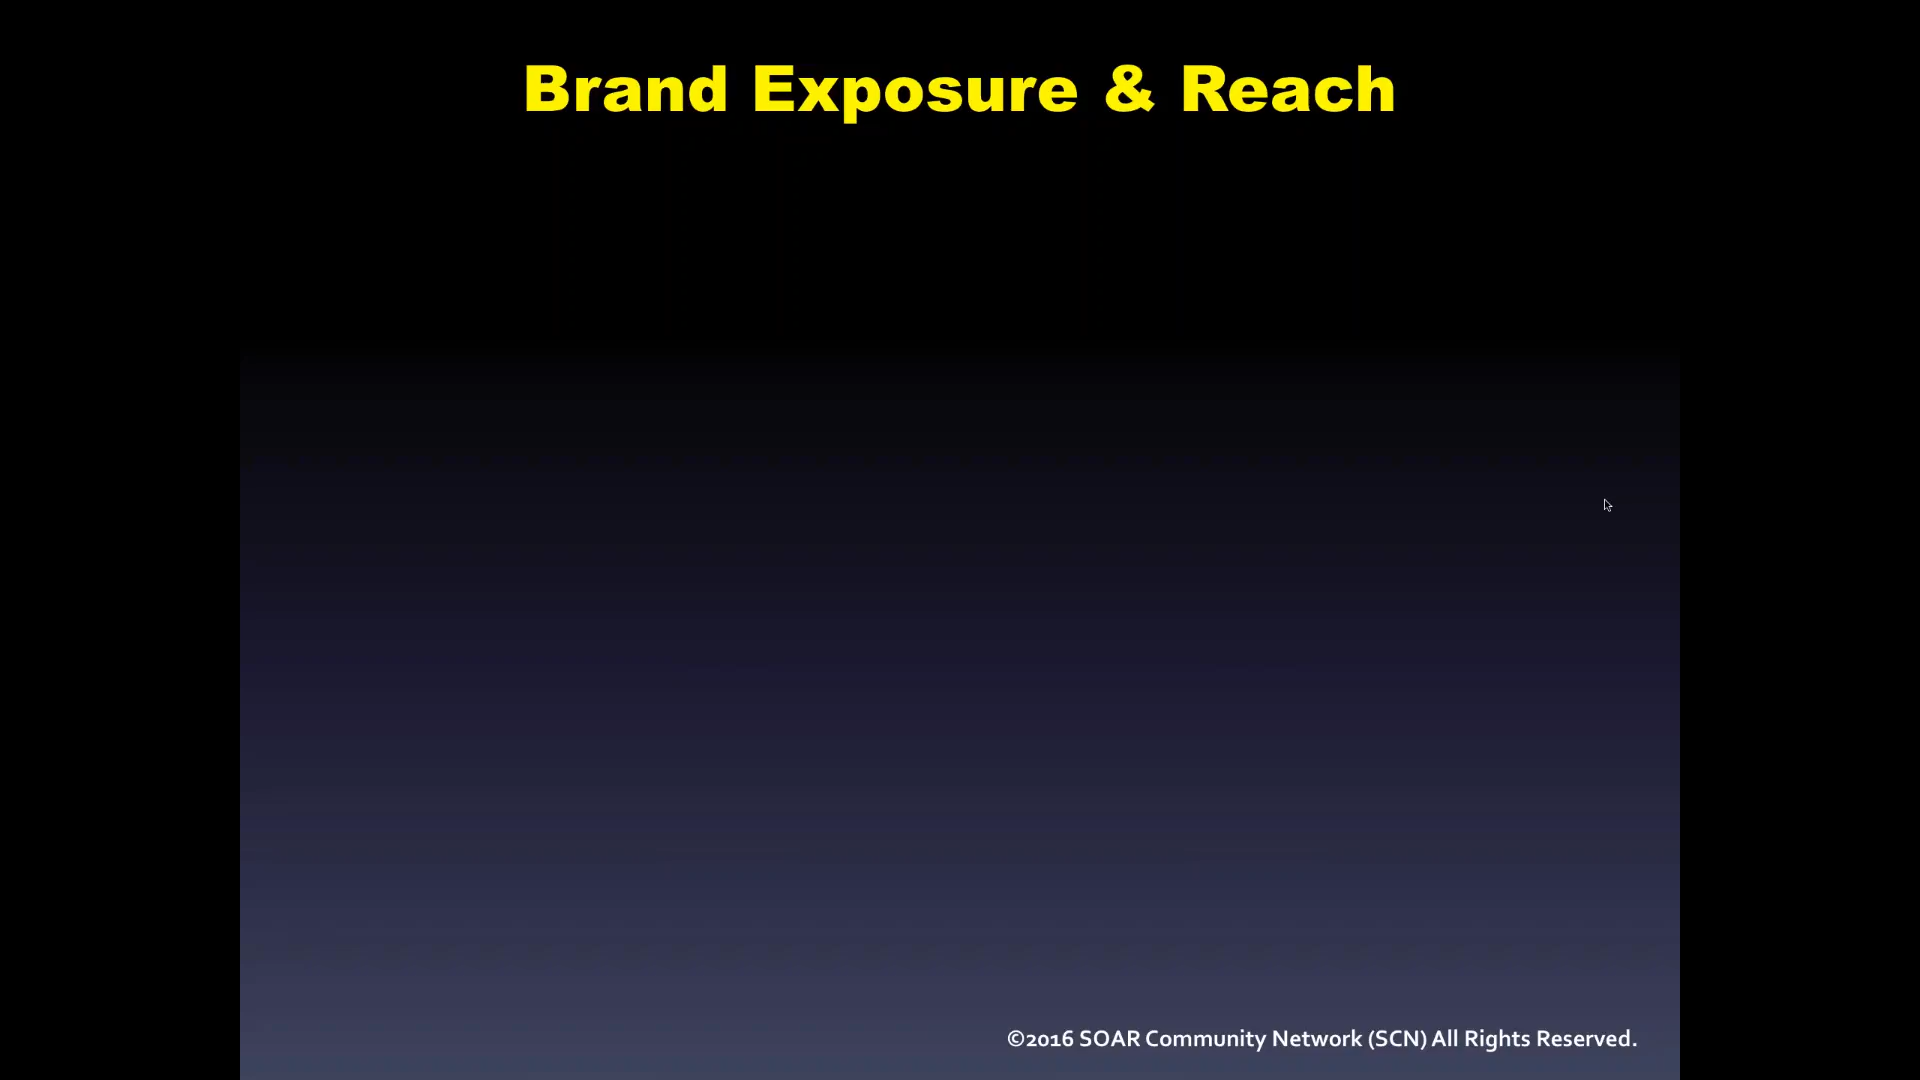 Brand Exposure & Reach
©2016 SOAR Community Network (SCN) All Rights Reserved.